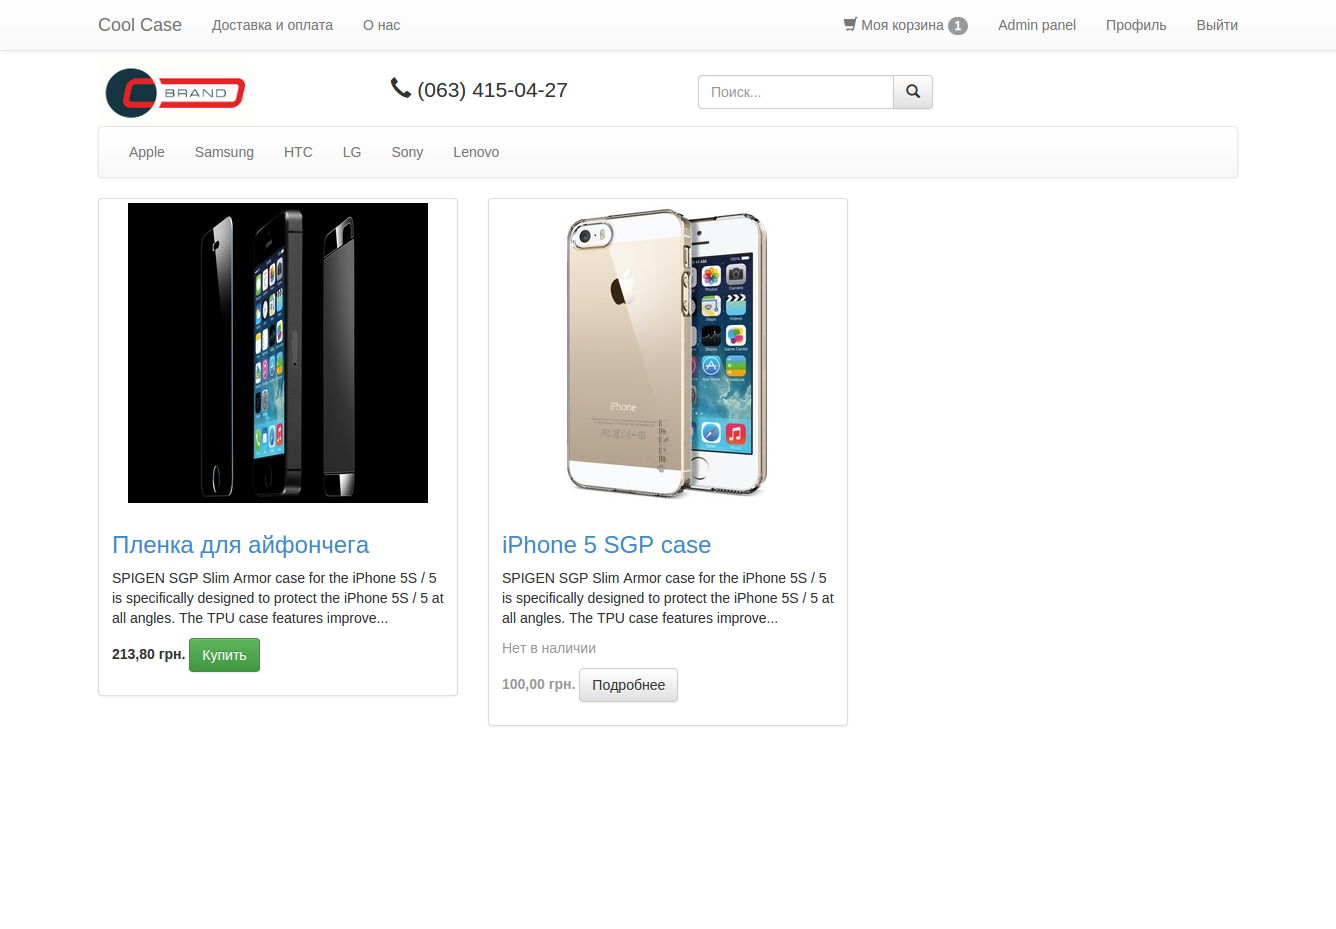 Cool Case Доставка и оплата О нас Моя корзина 1 Admin panel Профиль Выйти
BRAND (063) 415-04-27 Поиск...
Apple Samsung HTC LG Sony Lenovo
iPhone
Пленка для айфончега
SPIGEN SGP Slim Armor case for the iPhone 5S / 5
is specifically designed to protect the iPhone 5S / 5 at
all angles. The TPU case features improve...
213,80 грн. Купить
iPhone 5 SGP case
SPIGEN SGP Slim Armor case for the iPhone 5S / 5
is specifically designed to protect the iPhone 5S / 5 at
all angles. The TPU case features improve...
Нет в наличии
100,00 грн. Подробнее